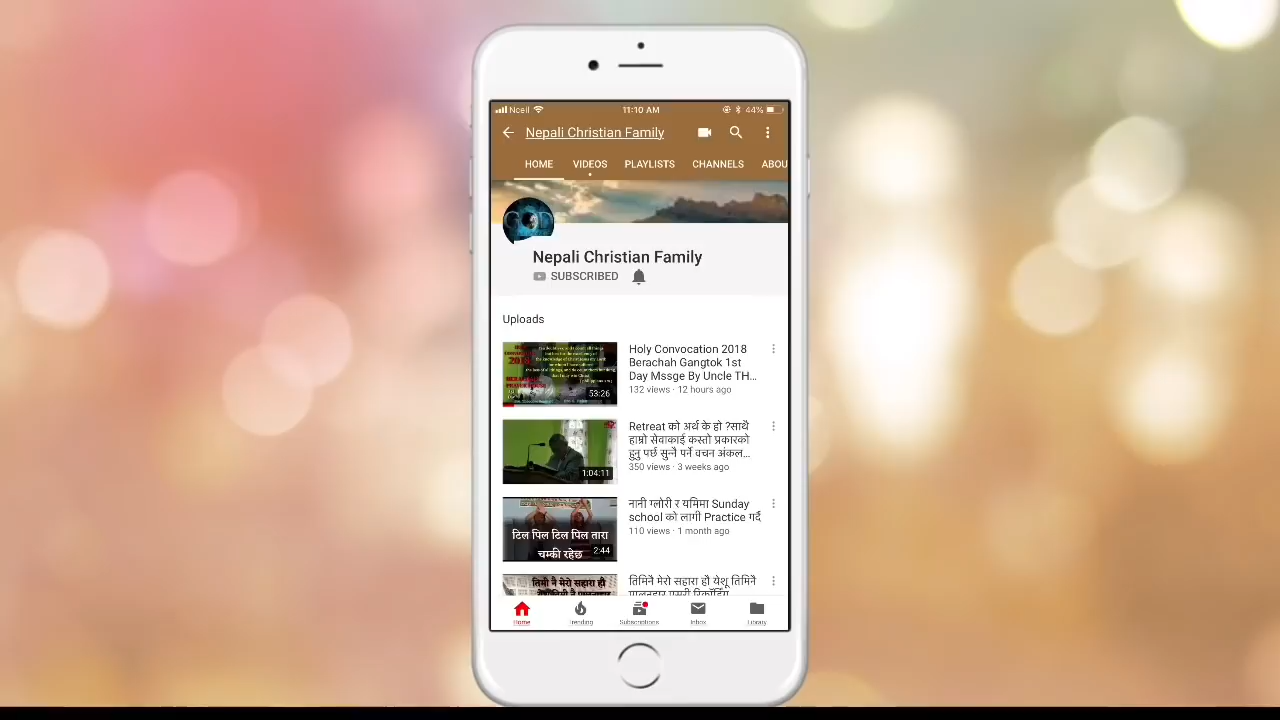 Ncell 11:10 AM 44%
Nepali Christian Family
HOME VIDEOS PLAYLISTS CHANNELS ABOU
GOD
Nepali Christian Family
SUBSCRIBED
Uploads
Holy Convocation 2018
Berachah Gangtok 1st
Day Mssge By Uncle TH...
132 views · 12 hours ago
53:26
Retreat को अर्थ के हो ?साथै
हाम्रो सेवाकाई कस्तो प्रकारको
हुनु पर्छ सुन्नै पर्ने वचन अंकल...
350 views · 3 weeks ago
1:04:11
नानी ग्लोरी र यमिमा Sunday
school को लागी Practice गर्दै
110 views · 1 month ago
टिल पिल टिल पिल तारा
चम्की रहेछ 2:44
तिमी नै मेरो सहारा हौ
तिमिनै मेरो सहारा हौ येशू तिमिनै
Home Trending Subscriptions Inbox Library